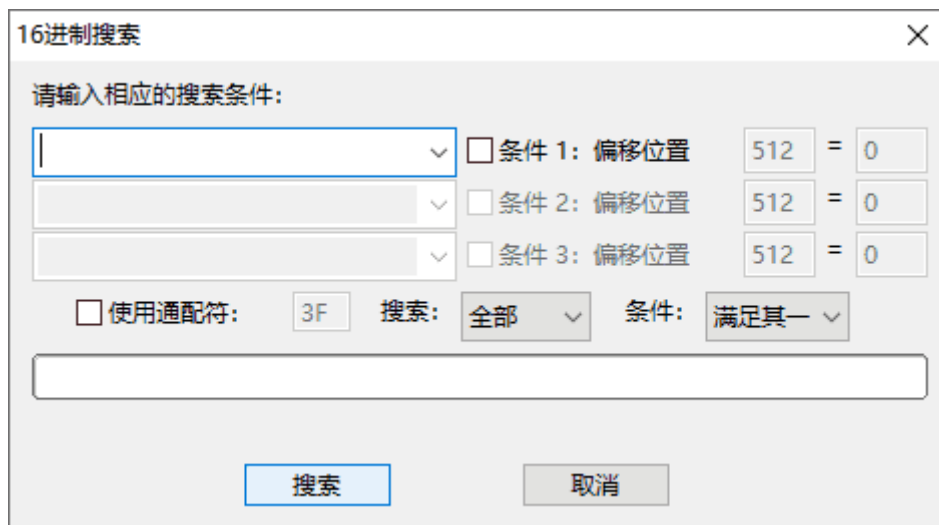 16进制搜索
请输入相应的搜索条件：
条件 1：偏移位置 512 = 0
条件 2：偏移位置 512 = 0
条件 3：偏移位置 512 = 0
使用通配符： 3F 搜索： 全部 条件： 满足其一
搜索 取消